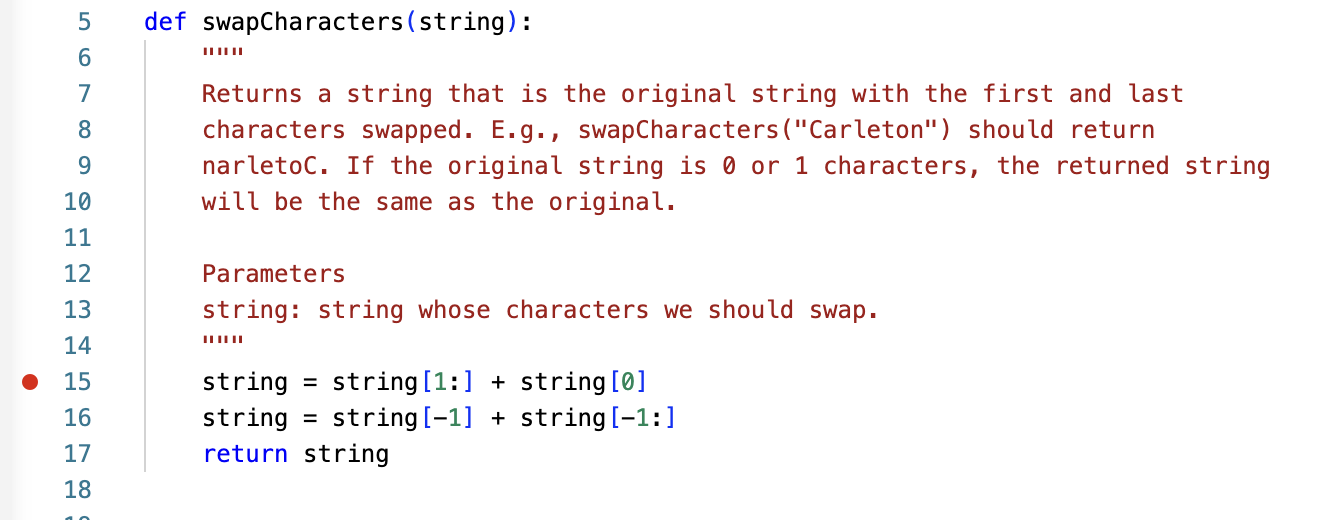 5 def swapCharacters(string):
6 """
7 Returns a string that is the original string with the first and last
8 characters swapped. E.g., swapCharacters("Carleton") should return
9 narletoC. If the original string is 0 or 1 characters, the returned string
10 will be the same as the original.
11
12 Parameters
13 string: string whose characters we should swap.
14 """
15 string = string[1:] + string[0]
16 string = string[-1] + string[-1:]
17 return string
18